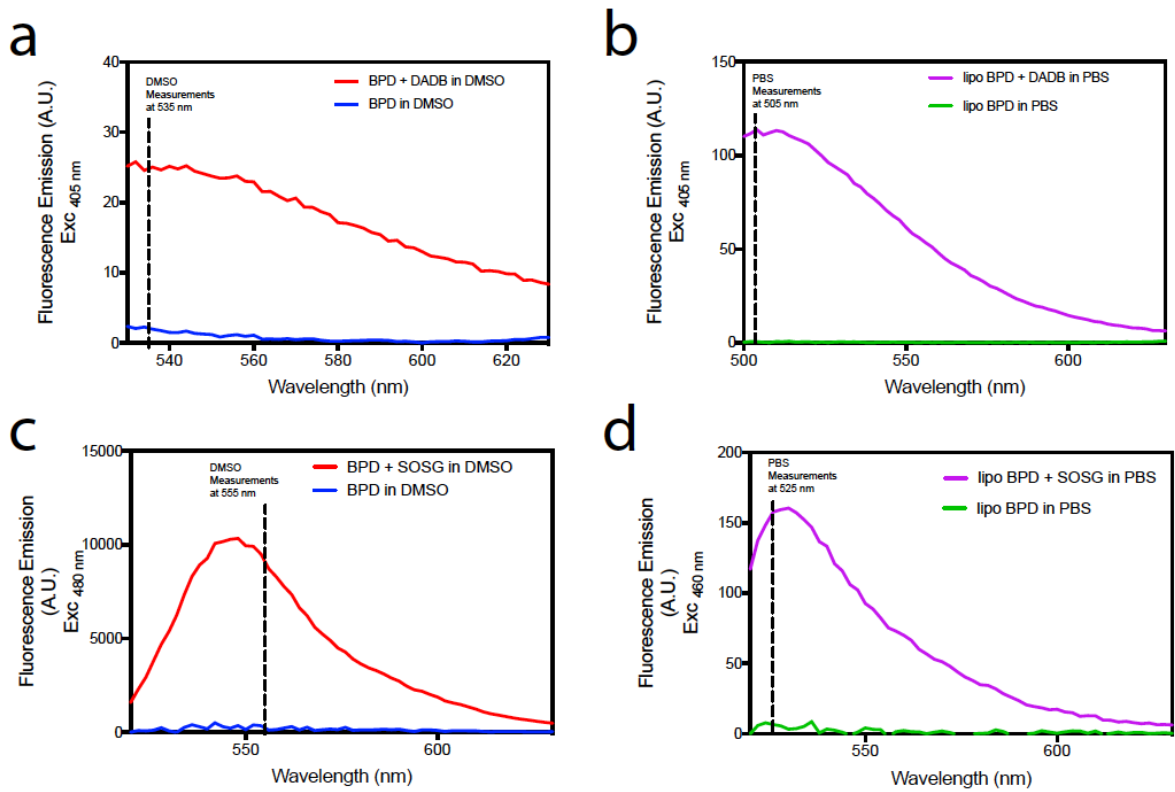 a
40
30
20
10
0
DMSO
Measurements
at 535 nm
BPD + DADB in DMSO
BPD in DMSO
Fluorescence Emission (A.U.)
Exc 405 nm
540
560
580
600
620
Wavelength (nm)
b
150
100
50
0
PBS
Measurements
at 505 nm
lipo BPD + DADB in PBS
lipo BPD in PBS
Fluorescence Emission (A.U.)
Exc 405 nm
500
550
600
Wavelength (nm)
c
15000
10000
5000
0
DMSO
Measurements
at 555 nm
BPD + SOSG in DMSO
BPD in DMSO
Fluorescence Emission
(A.U.)
Exc 480 nm
550
600
Wavelength (nm)
d
200
150
100
50
0
PBS
Measurements
at 525 nm
lipo BPD + SOSG in PBS
lipo BPD in PBS
Fluorescence Emission
(A.U.)
Exc 460 nm
550
600
Wavelength (nm)